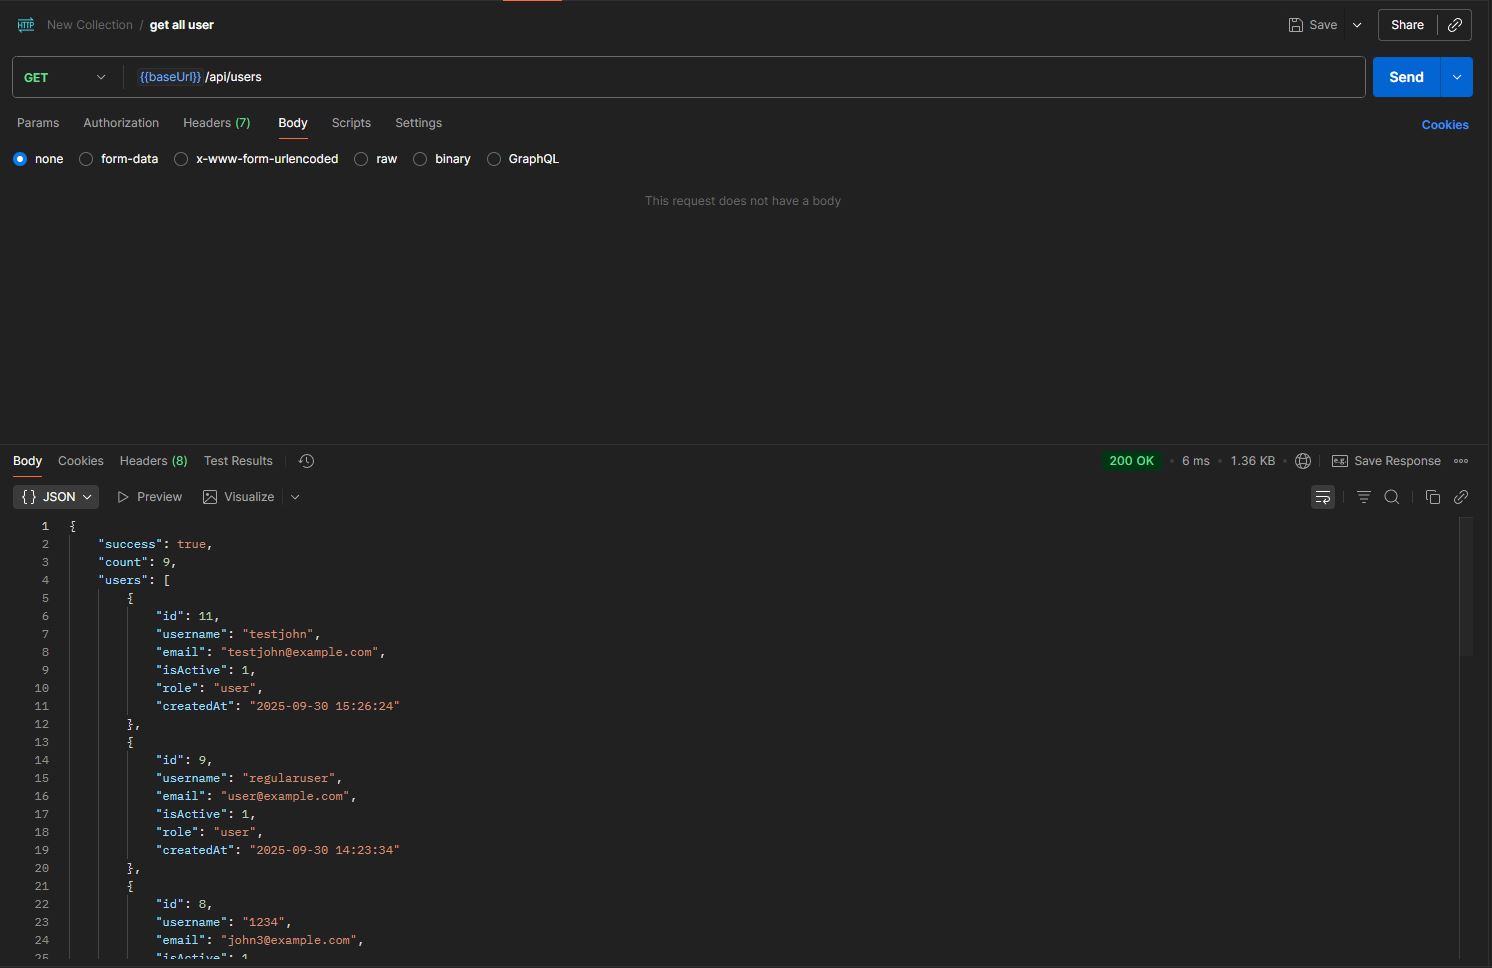 HTTP New Collection / get all user Save Share
GET {{baseUrl}} /api/users Send
Params Authorization Headers (7) Body Scripts Settings Cookies
none form-data x-www-form-urlencoded raw binary GraphQL
This request does not have a body
Body Cookies Headers (8) Test Results 200 OK • 6 ms • 1.36 KB • e.g. Save Response
{} JSON Preview Visualize
1 {
2 "success": true,
3 "count": 9,
4 "users": [
5 {
6 "id": 11,
7 "username": "testjohn",
8 "email": "testjohn@example.com",
9 "isActive": 1,
10 "role": "user",
11 "createdAt": "2025-09-30 15:26:24"
12 },
13 {
14 "id": 9,
15 "username": "regularuser",
16 "email": "user@example.com",
17 "isActive": 1,
18 "role": "user",
19 "createdAt": "2025-09-30 14:23:34"
20 },
21 {
22 "id": 8,
23 "username": "1234",
24 "email": "john3@example.com",
25 "isActive": 1